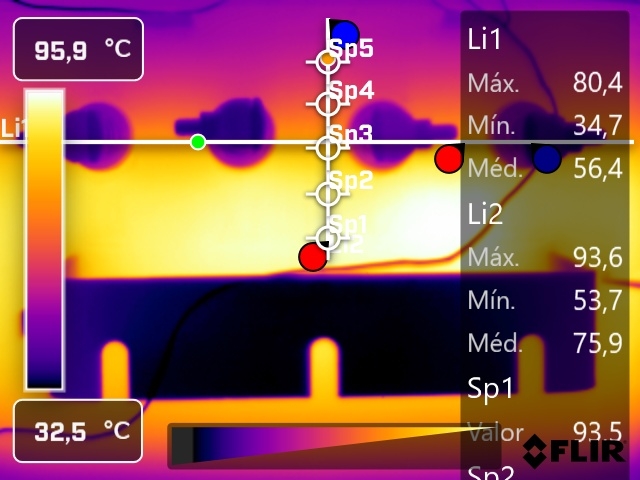 95,9 °C
Li1
Sp5
Sp4
Sp3
Sp2
Sp1
Li2
32,5 °C
Li1
Máx. 80,4
Mín. 34,7
Méd. 56,4
Li2
Máx. 93,6
Mín. 53,7
Méd. 75,9
Sp1
Valor 93,5
Sp2
FLIR